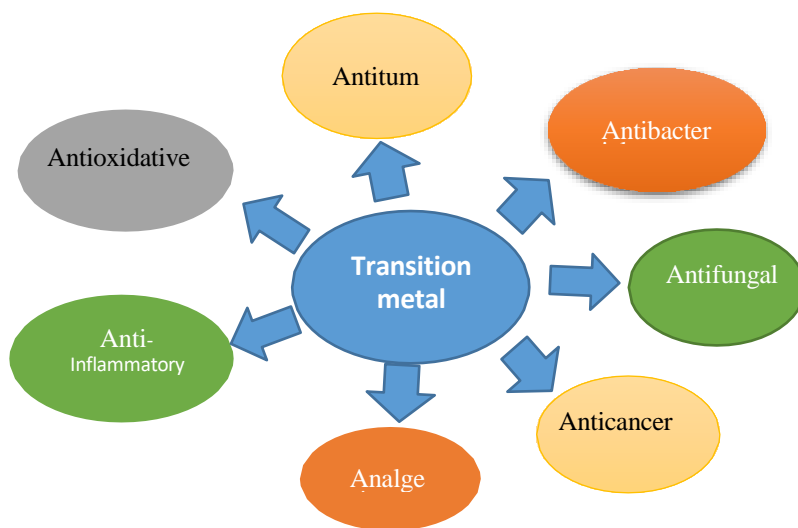 Antitum
Antibacter
Antioxidative
Transition
metal
Antifungal
Anti-
Inflammatory
Anticancer
Analge